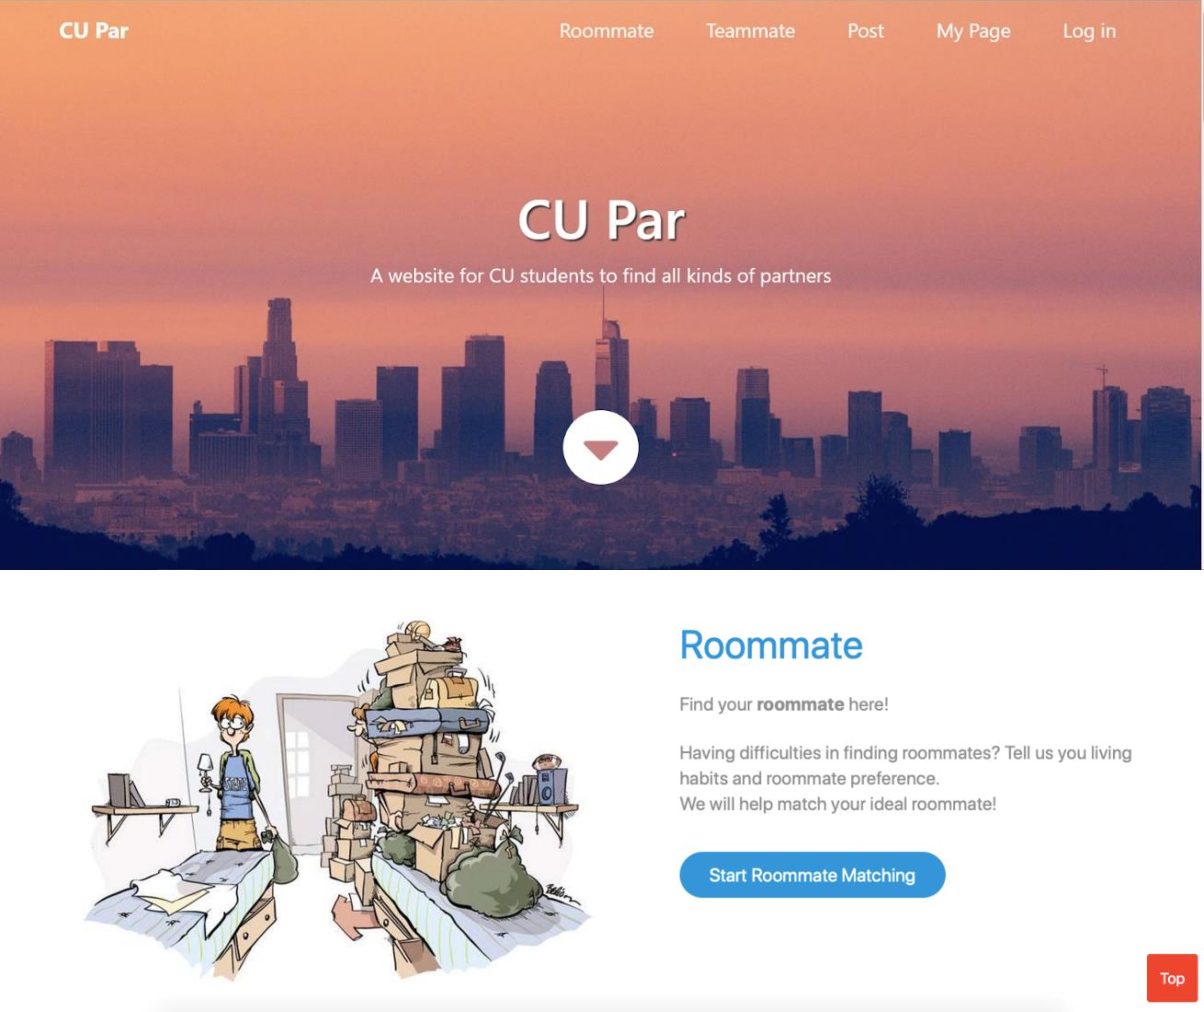 CU Par
Roommate Teammate Post My Page Log in
CU Par
A website for CU students to find all kinds of partners
Roommate
Find your roommate here!
Having difficulties in finding roommates? Tell us you living
habits and roommate preference.
We will help match your ideal roommate!
Start Roommate Matching
Top